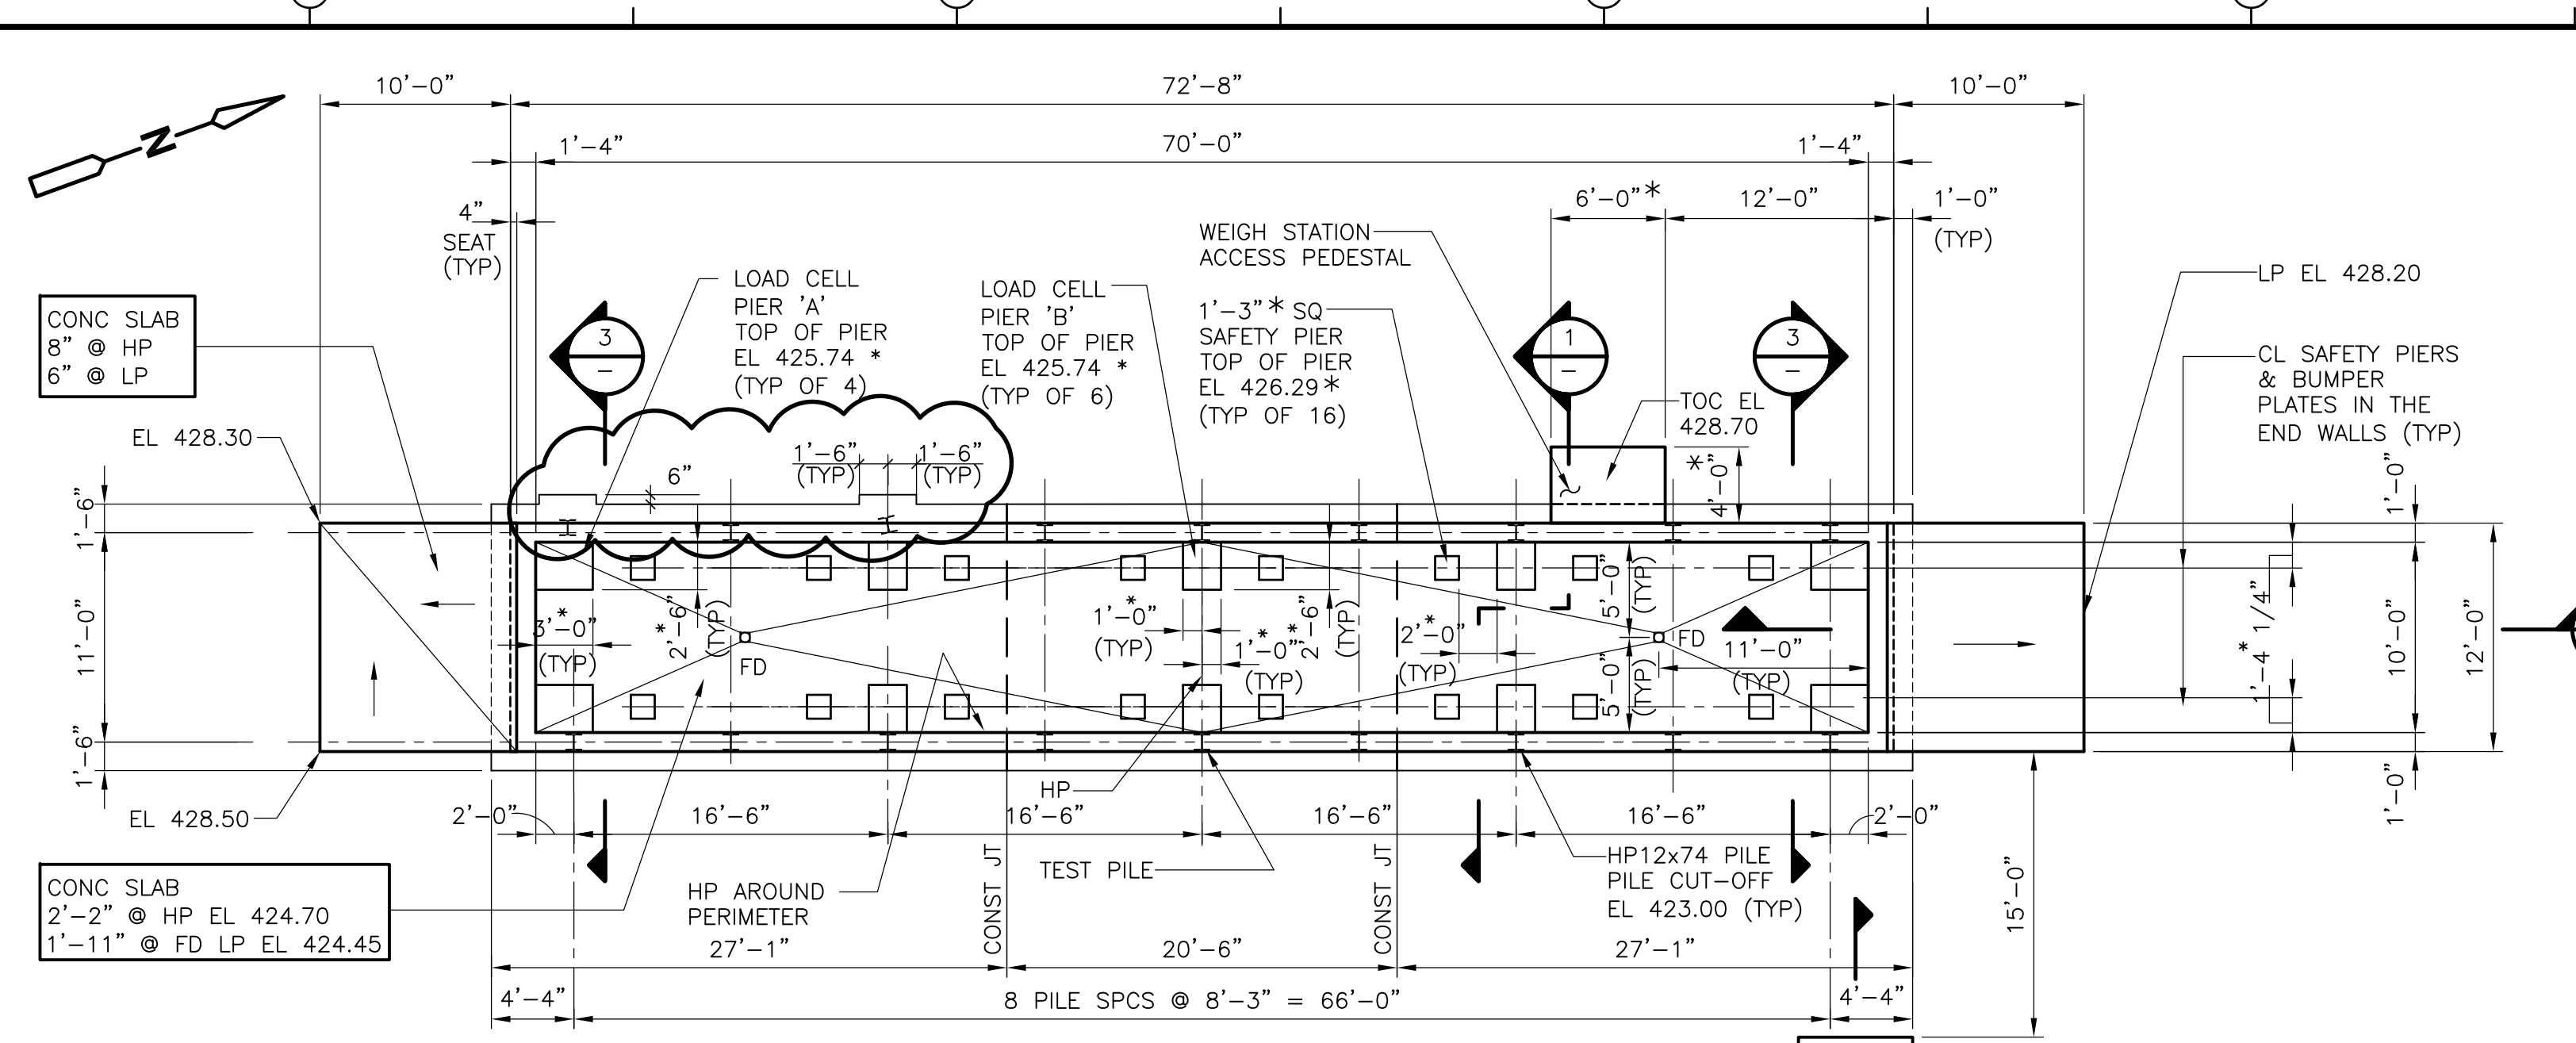 10'-0"
72'-8"
10'-0"
N
1'-4"
70'-0"
1'-4"
6'-0"*
12'-0"
1'-0"
(TYP)
4"
SEAT
(TYP)
WEIGH STATION
ACCESS PEDESTAL
LP EL 428.20
LOAD CELL
PIER 'A'
TOP OF PIER
EL 425.74 *
(TYP OF 4)
LOAD CELL
PIER 'B'
TOP OF PIER
EL 425.74 *
(TYP OF 6)
1'-3"* SQ
SAFETY PIER
TOP OF PIER
EL 426.29*
(TYP OF 16)
CONC SLAB
8" @ HP
6" @ LP
3
–
1
–
3
–
CL SAFETY PIERS
& BUMPER
PLATES IN THE
END WALLS (TYP)
TOC EL
428.70
EL 428.30
1'-6"
(TYP)
1'-6"
(TYP)
6"
*
4'-0"
1'-6"
11'-0"
1'-6"
1'-0"
10'-0"
12'-0"
1'-0"
1'-4 1/4"
*
3'-0"
*
(TYP)
2'-6"
*
(TYP)
FD
1'-0"
*
(TYP)
1'-0"
*
(TYP)
2'-6"
*
(TYP)
2'-0"
*
(TYP)
5'-0"
(TYP)
5'-0"
(TYP)
FD
11'-0"
(TYP)
HP
EL 428.50
2'-0"
16'-6"
16'-6"
16'-6"
16'-6"
2'-0"
CONC SLAB
2'-2" @ HP EL 424.70
1'-11" @ FD LP EL 424.45
HP AROUND
PERIMETER
CONST JT
TEST PILE
CONST JT
HP12x74 PILE
PILE CUT-OFF
EL 423.00 (TYP)
15'-0"
27'-1"
20'-6"
27'-1"
4'-4"
8 PILE SPCS @ 8'-3" = 66'-0"
4'-4"